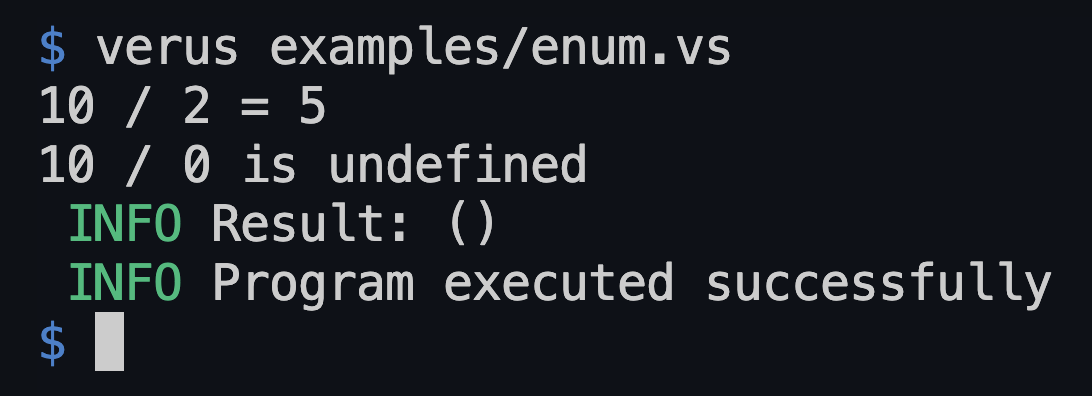 $ verus examples/enum.vs
10 / 2 = 5
10 / 0 is undefined
INFO Result: ()
INFO Program executed successfully
$